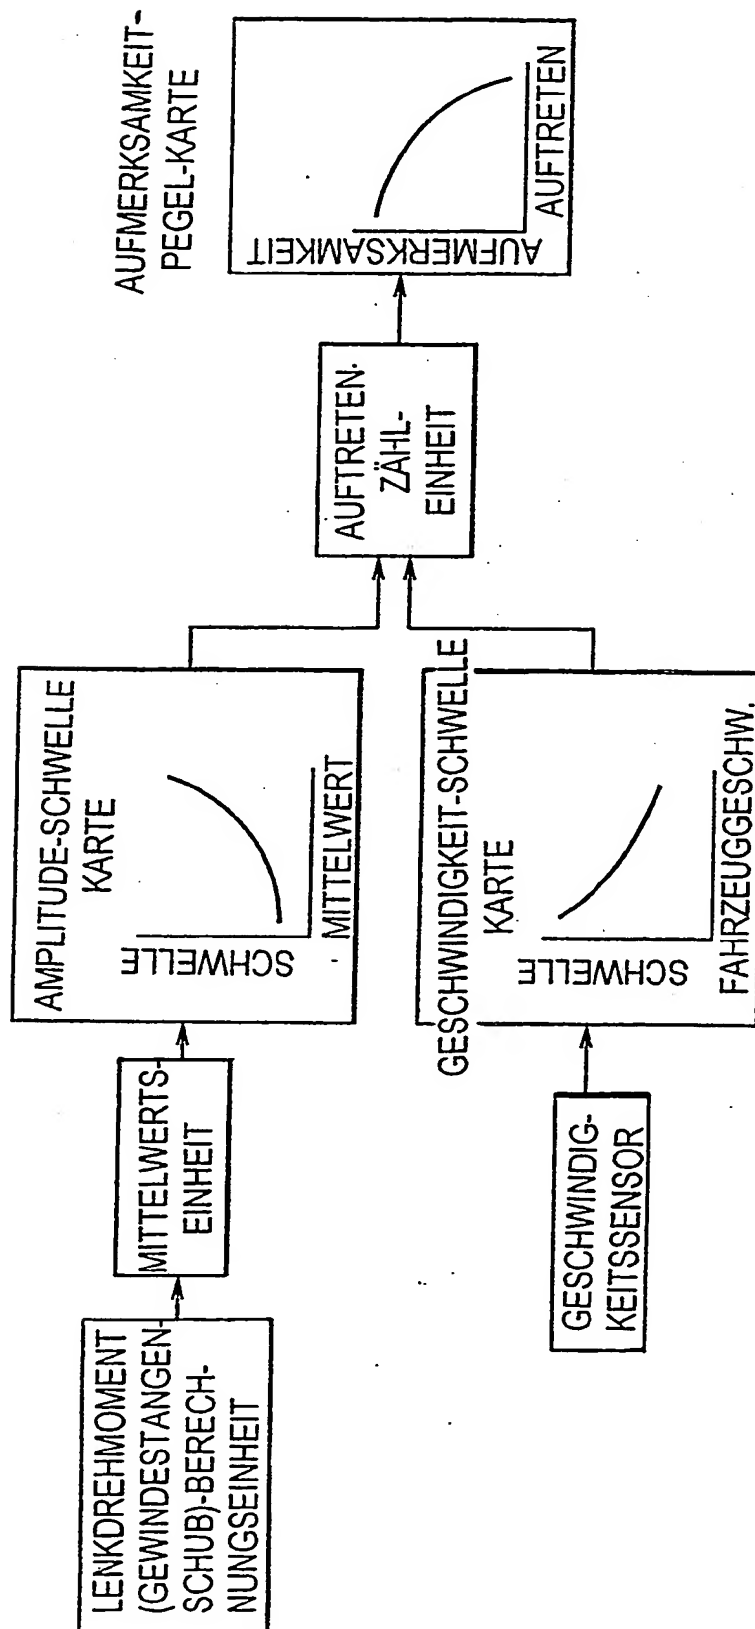 LENKDREHMOMENT
(GEWINDESTANGEN-
SCHUB)-BERECH-
NUNGSEINHEIT
MITTELWERTS-
EINHEIT
AMPLITUDE-SCHWELLE
KARTE
SCHWELLE
MITTELWERT
GESCHWINDIG-
KEITSSENSOR
GESCHWINDIGKEIT-SCHWELLE
KARTE
SCHWELLE
FAHRZEUGGESCHW.
AUFTRETEN-
ZÄHL-
EINHEIT
AUFMERKSAMKEIT-
PEGEL-KARTE
AUFMERKSAMKEIT
AUFTRETEN